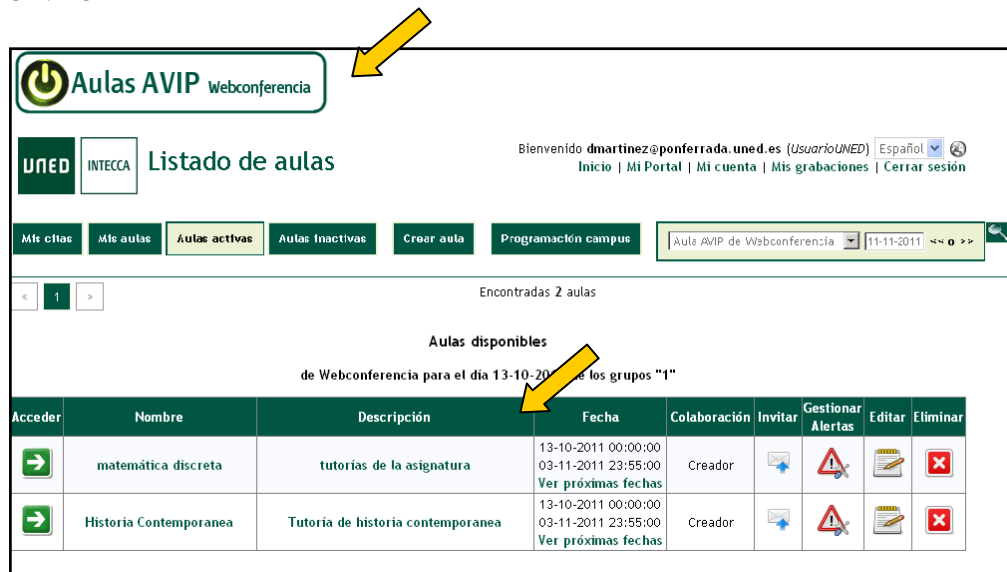 Aulas AVIP Webconferencia
UNED INTECCA Listado de aulas
Bienvenido dmartinez@ponferrada.uned.es (UsuarioUNED) Español
Inicio | Mi Portal | Mi cuenta | Mis grabaciones | Cerrar sesión
Mis citas Mis aulas Aulas activas Aulas inactivas Crear aula Programación campus Aula AVIP de Webconferencia 11-11-2011 << o >>
« 1 » Encontradas 2 aulas
Aulas disponibles
de Webconferencia para el día 13-10- los grupos "1"
Acceder Nombre Descripción Fecha Colaboración Invitar Gestionar Alertas Editar Eliminar
matemática discreta tutorías de la asignatura 13-10-2011 00:00:00
03-11-2011 23:55:00 Creador
Ver próximas fechas
Historia Contemporanea Tutoría de historia contemporanea 13-10-2011 00:00:00
03-11-2011 23:55:00 Creador
Ver próximas fechas